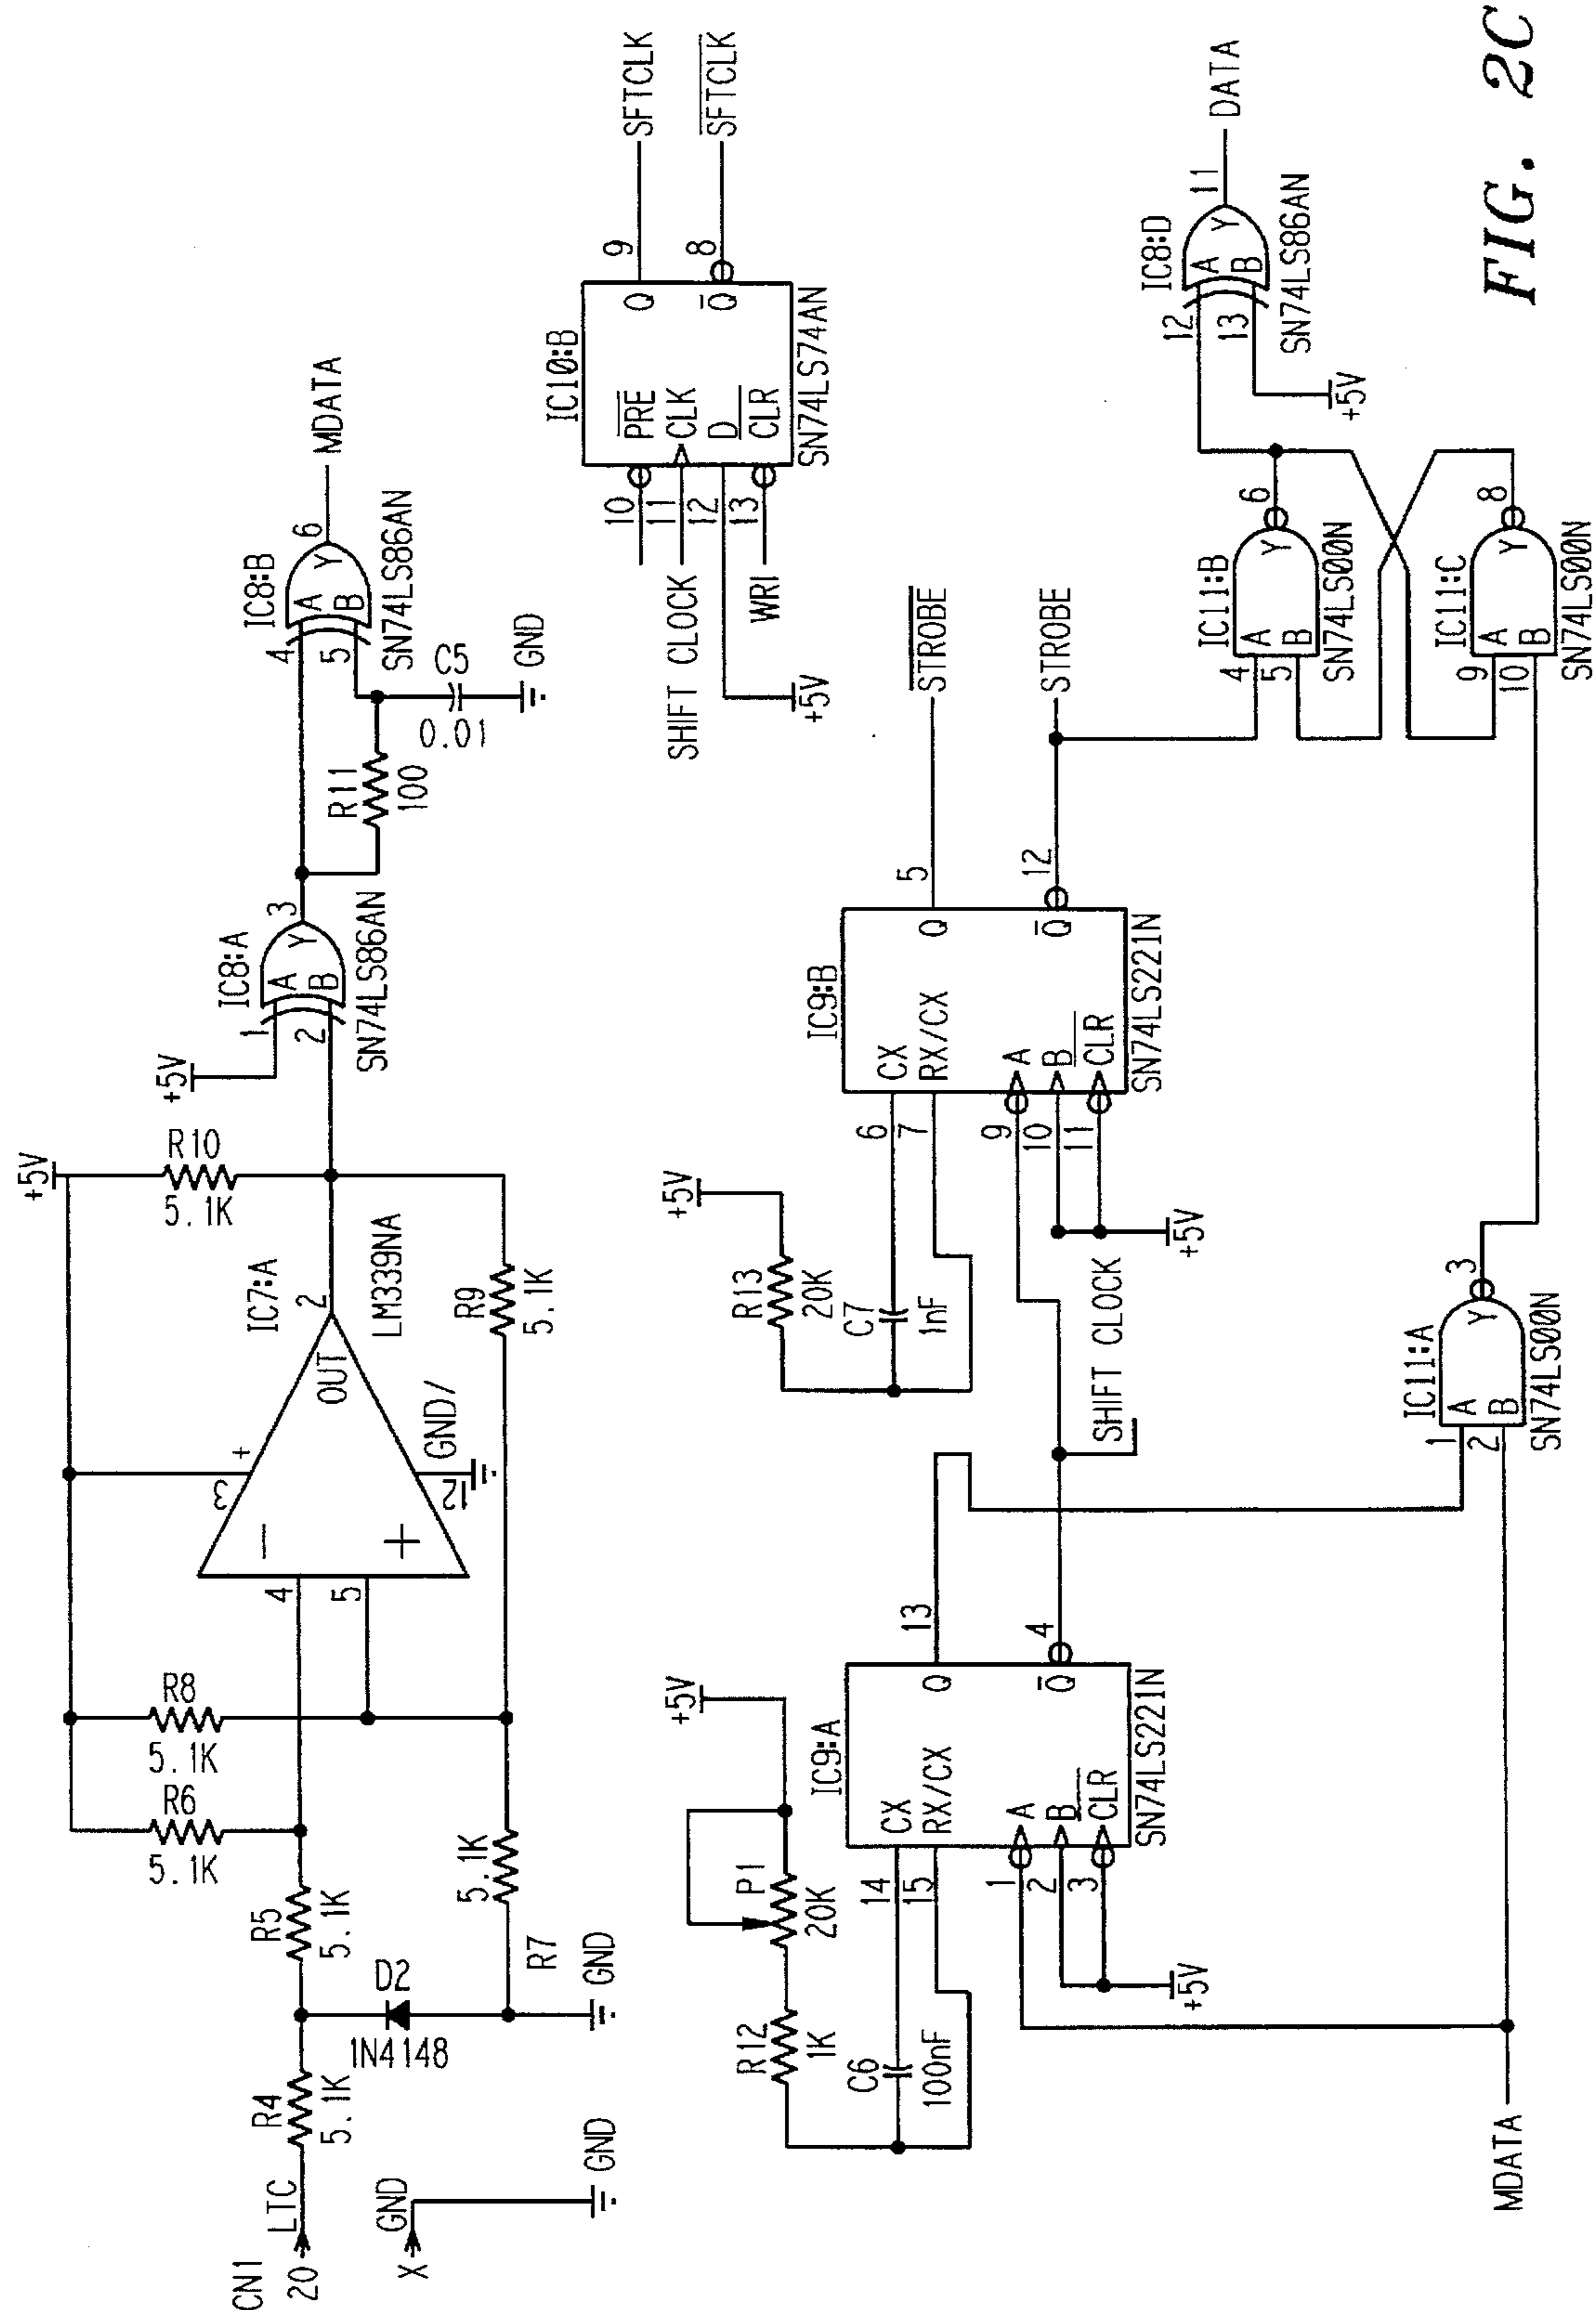 CN1
20
LTC
R4
5.1K
D2
1N4148
R5
5.1K
R6
5.1K
R8
5.1K
R7
5.1K
GND
X
GND
GND
4
5
3
+
−
+
OUT
12
GND/
IC7:A
2
LM339NA
R9
5.1K
+5V
R10
5.1K
+5V
IC8:A
1
2
A
B
Y
3
SN74LS86AN
R11
100
C5
0.01
GND
IC8:B
4
5
A
B
Y
6
SN74LS86AN
MDATA
IC10:B
10
11
12
13
PRE
CLK
D
CLR
Q
Q
9
8
SN74LS74AN
SHIFT CLOCK
WRI
+5V
SFTCLK
SFTCLK
+5V
P1
20K
R12
1K
C6
100nF
IC9:A
14
15
1
2
3
CX
RX/CX
A
B
CLR
Q
Q
13
4
SN74LS221N
+5V
MDATA
+5V
R13
20K
C7
1nF
SHIFT CLOCK
IC9:B
6
7
9
10
11
CX
RX/CX
A
B
CLR
Q
Q
5
12
SN74LS221N
+5V
STROBE
STROBE
IC11:A
1
2
A
B
Y
3
SN74LS00N
IC11:B
4
5
A
B
Y
6
SN74LS00N
IC11:C
9
10
A
B
Y
8
SN74LS00N
IC8:D
12
13
A
B
Y
11
SN74LS86AN
+5V
DATA
FIG. 2C